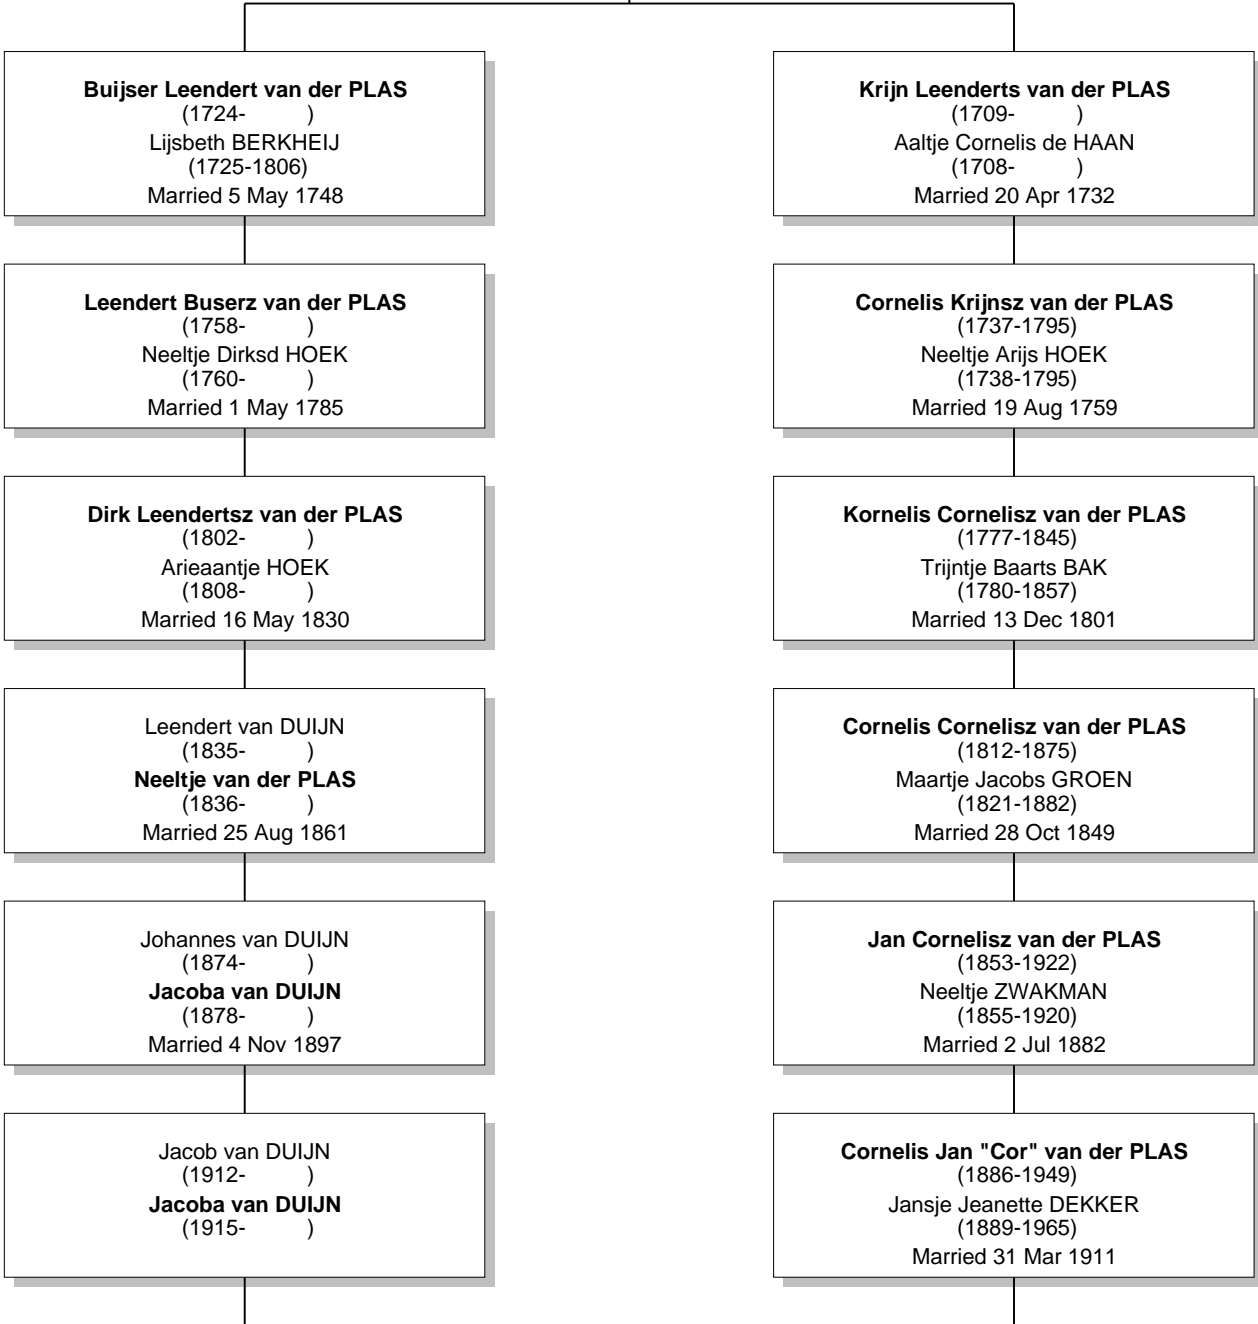 Buijser Leendert van der PLAS
(1724- )
Lijsbeth BERKHEIJ
(1725-1806)
Married 5 May 1748
Leendert Buserz van der PLAS
(1758- )
Neeltje Dirksd HOEK
(1760- )
Married 1 May 1785
Dirk Leendertsz van der PLAS
(1802- )
Arieaantje HOEK
(1808- )
Married 16 May 1830
Leendert van DUIJN
(1835- )
Neeltje van der PLAS
(1836- )
Married 25 Aug 1861
Johannes van DUIJN
(1874- )
Jacoba van DUIJN
(1878- )
Married 4 Nov 1897
Jacob van DUIJN
(1912- )
Jacoba van DUIJN
(1915- )
Krijn Leenderts van der PLAS
(1709- )
Aaltje Cornelis de HAAN
(1708- )
Married 20 Apr 1732
Cornelis Krijnsz van der PLAS
(1737-1795)
Neeltje Arijs HOEK
(1738-1795)
Married 19 Aug 1759
Kornelis Cornelisz van der PLAS
(1777-1845)
Trijntje Baarts BAK
(1780-1857)
Married 13 Dec 1801
Cornelis Cornelisz van der PLAS
(1812-1875)
Maartje Jacobs GROEN
(1821-1882)
Married 28 Oct 1849
Jan Cornelisz van der PLAS
(1853-1922)
Neeltje ZWAKMAN
(1855-1920)
Married 2 Jul 1882
Cornelis Jan "Cor" van der PLAS
(1886-1949)
Jansje Jeanette DEKKER
(1889-1965)
Married 31 Mar 1911